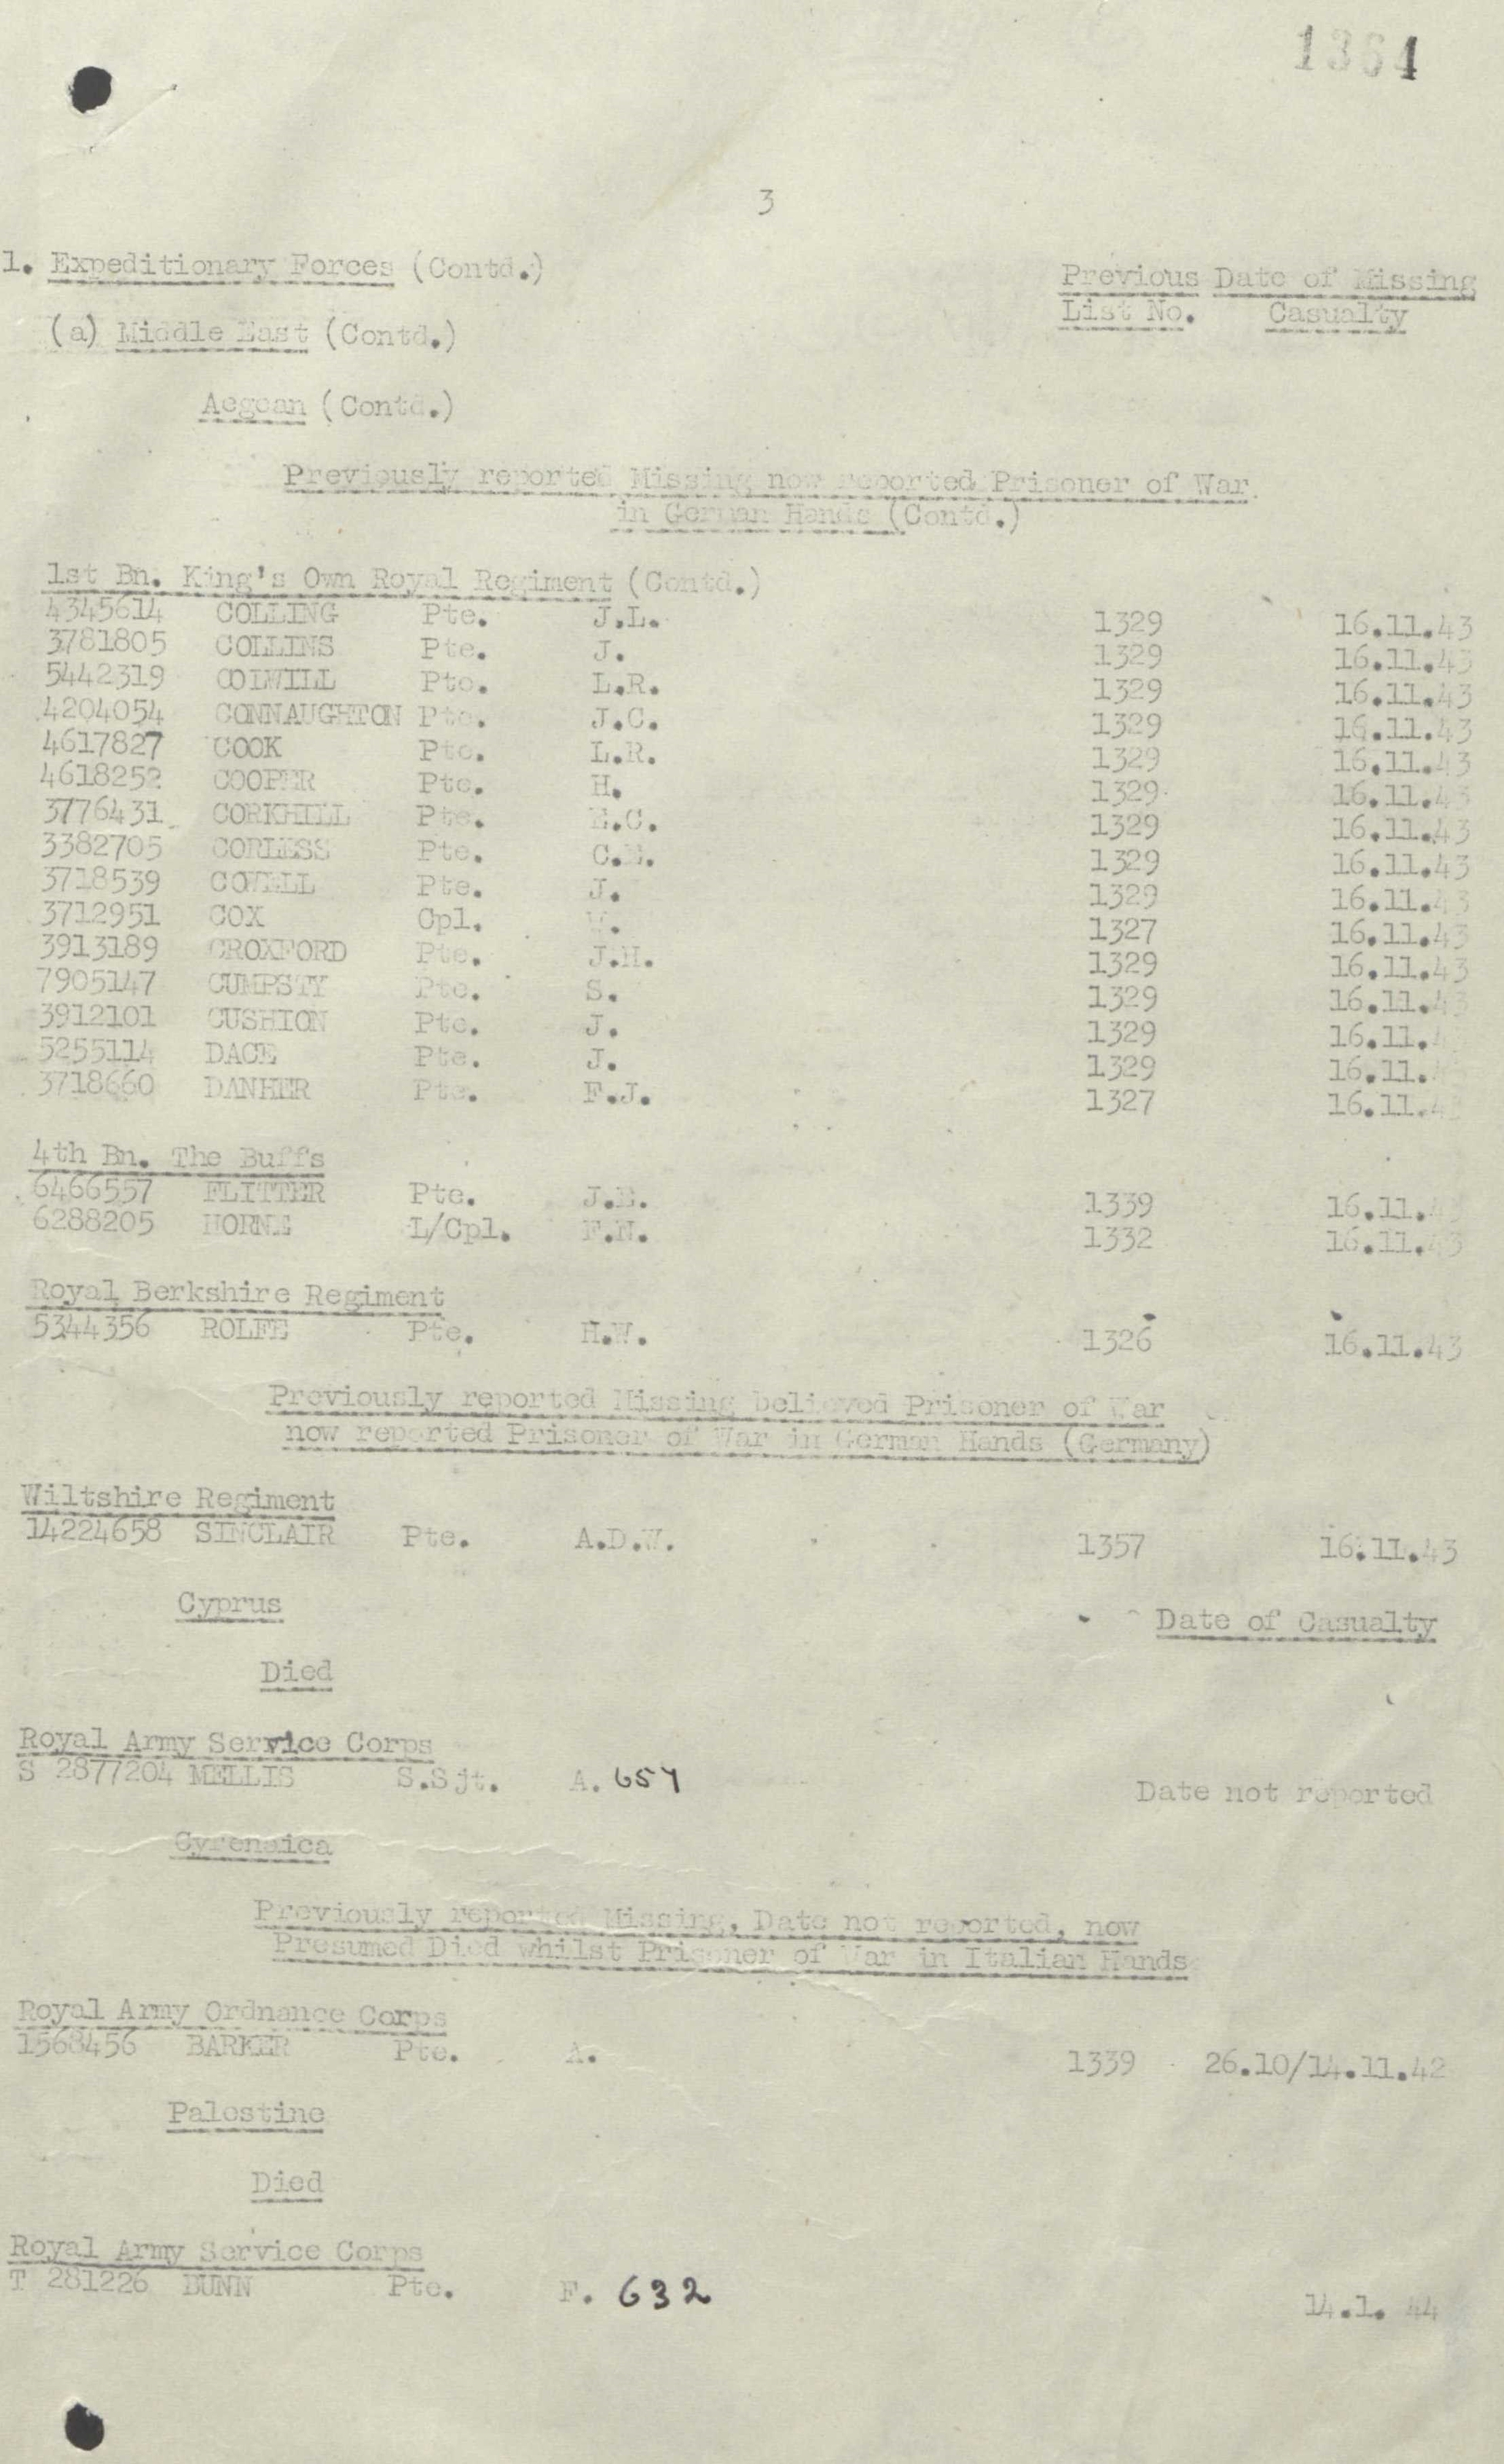 1364
3
1. Expeditionary Forces (Contd.)
Previous Date of Missing
List No. Casualty
(a) Middle East (Contd.)
Aegean (Contd.)
Previously reported Missing now reported Prisoner of War
in German Hands (Contd.)
1st Bn. King's Own Royal Regiment (Contd.)
4345614 COLLING Pte. J.L. 1329 16.11.43
3781805 COLLINS Pte. J. 1329 16.11.43
5442319 COLWILL Pte. L.R. 1329 16.11.43
4204054 CONNAUGHTON Pte. J.C. 1329 16.11.43
4617827 COOK Pte. L.R. 1329 16.11.43
4618252 COOPER Pte. H. 1329 16.11.43
3776431 CORKHILL Pte. E.C. 1329 16.11.43
3382705 CORLESS Pte. C.E. 1329 16.11.43
3718539 COWELL Pte. J. 1329 16.11.43
3712951 COX Cpl. 1327 16.11.43
3913189 CROXFORD Pte. J.H. 1329 16.11.43
7905147 CUMPSTY Pte. S. 1329 16.11.43
3912101 CUSHION Pte. J. 1329 16.11.4
5255114 DACE Pte. J. 1329 16.11.
3718660 DANHER Pte. F.J. 1327 16.11.43
4th Bn. The Buffs
6466557 FLITTER Pte. J.E. 1339 16.11.43
6288205 HORNE L/Cpl. F.N. 1332 16.11.43
Royal Berkshire Regiment
5344356 ROLFE Pte. H.W. 1326 16.11.43
Previously reported Missing believed Prisoner of War
now reported Prisoner of War in German Hands (Germany)
Wiltshire Regiment
14224658 SINCLAIR Pte. A.D.W. 1357 16.11.43
Cyprus
Date of Casualty
Died
Royal Army Service Corps
S 2877204 MELLIS S.Sjt. A. 657
Date not reported
Cyrenaica
Previously reported Missing, Date not reported, now
Presumed Died whilst Prisoner of War in Italian Hands
Royal Army Ordnance Corps
1568456 BARKER Pte. A. 1339 26.10/14.11.42
Palestine
Died
Royal Army Service Corps
T 281226 DUNN Pte. F. 632 14.1. 44